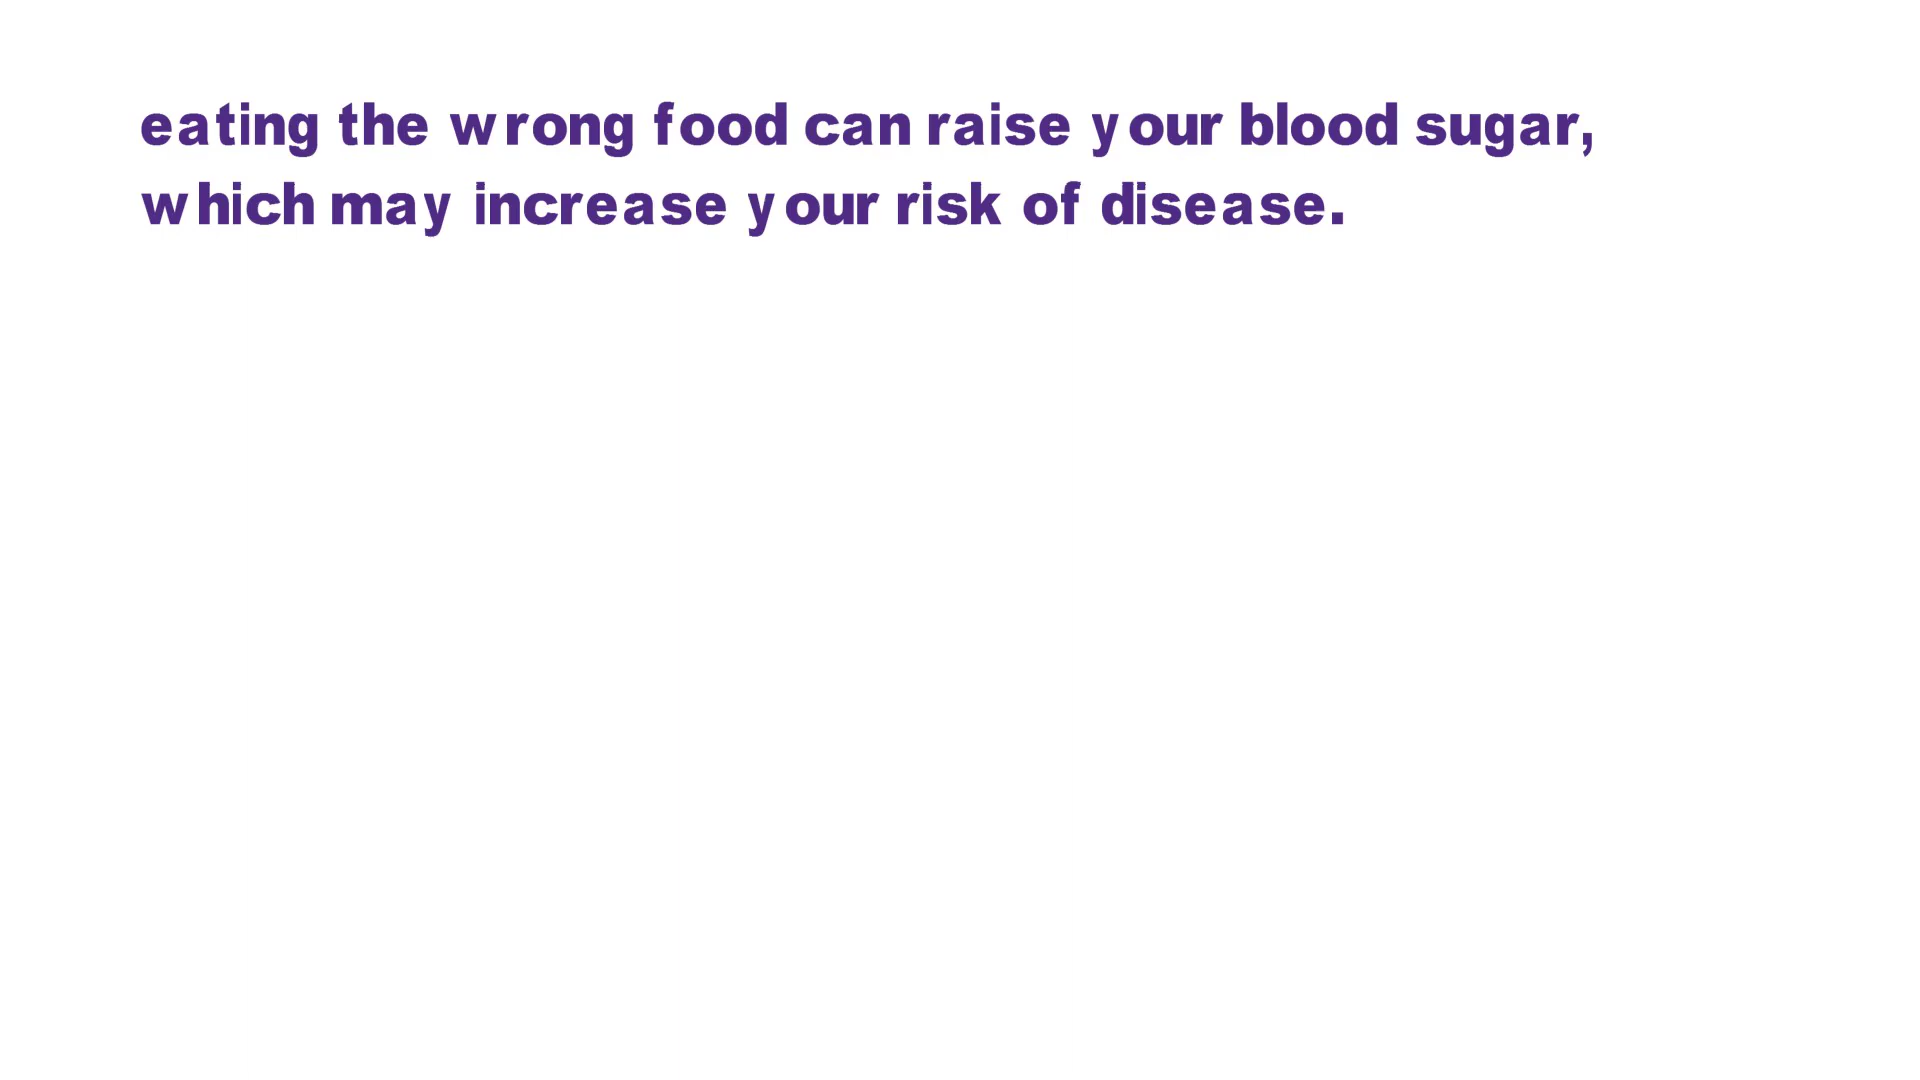 eating the wrong food can raise your blood sugar,
which may increase your risk of disease.